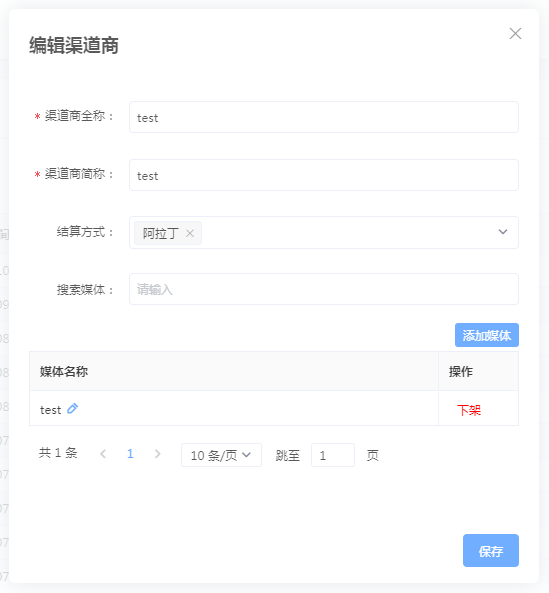 编辑渠道商
* 渠道商全称：
test
* 渠道商简称：
test
结算方式：
阿拉丁
搜索媒体：
请输入
添加媒体
媒体名称 操作
test 下架
共 1 条 1 10 条/页 跳至 1 页
保存